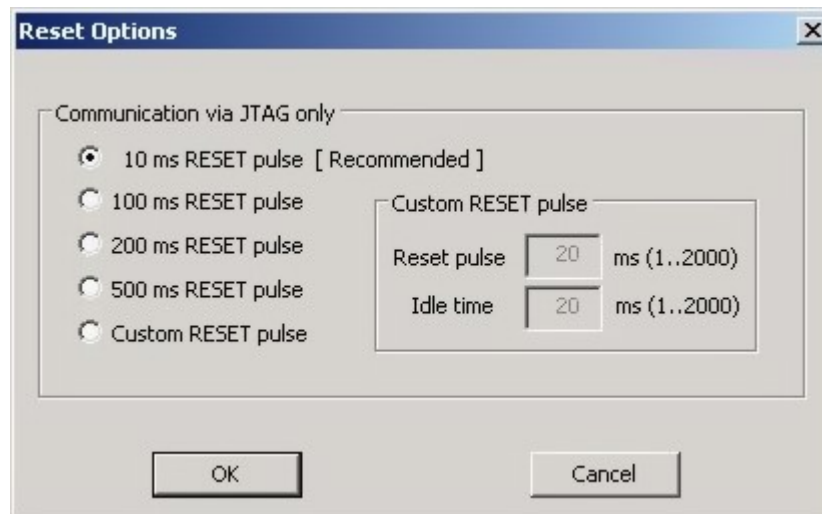 Reset Options
Communication via JTAG only
10 ms RESET pulse [ Recommended ]
100 ms RESET pulse
200 ms RESET pulse
500 ms RESET pulse
Custom RESET pulse
Custom RESET pulse
Reset pulse 20 ms (1..2000)
Idle time 20 ms (1..2000)
OK
Cancel